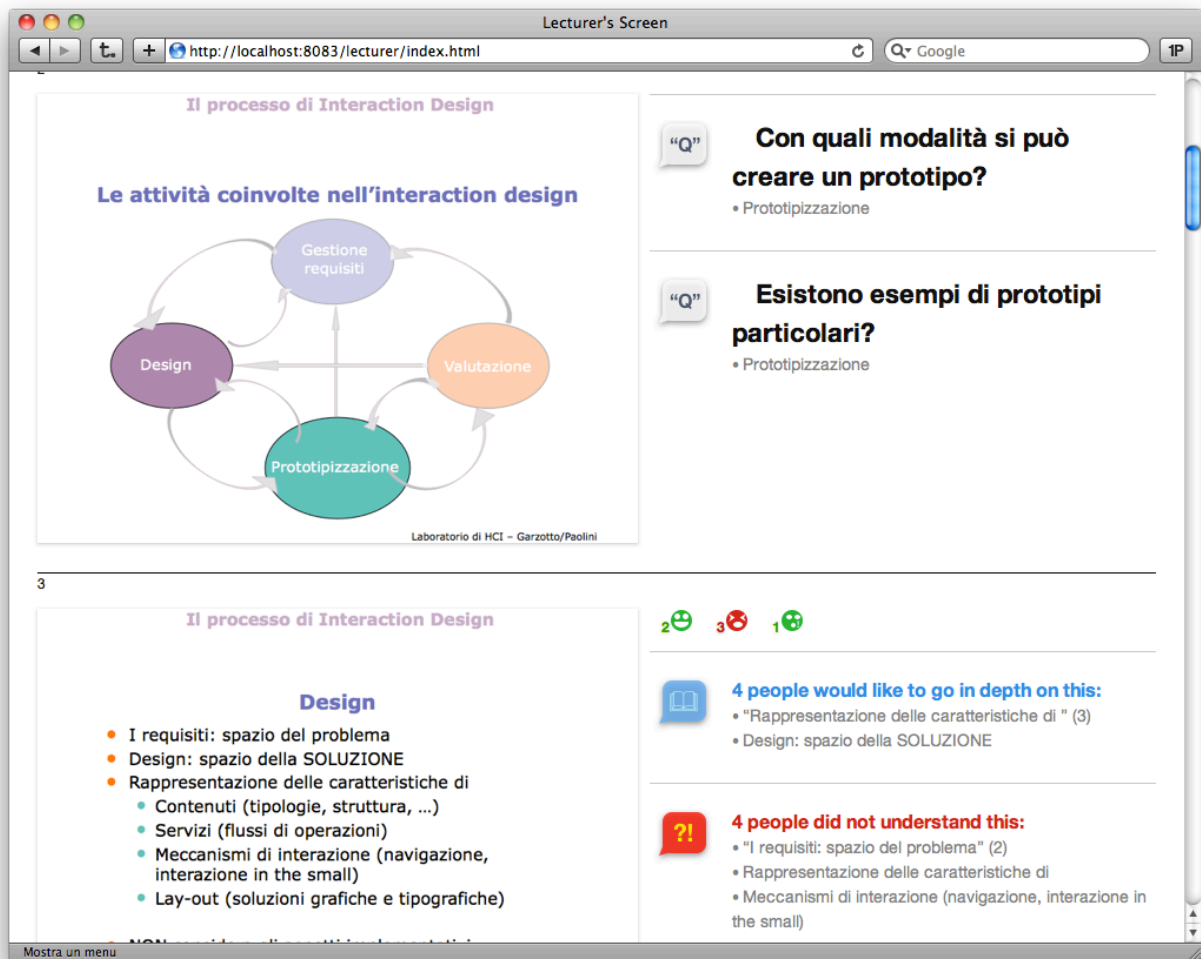 Lecturer's Screen
http://localhost:8083/lecturer/index.html
Google
1P
Il processo di Interaction Design
Le attività coinvolte nell'interaction design
Gestione
requisiti
Design
Valutazione
Prototipizzazione
Laboratorio di HCI – Garzotto/Paolini
“Q”
Con quali modalità si può
creare un prototipo?
• Prototipizzazione
“Q”
Esistono esempi di prototipi
particolari?
• Prototipizzazione
3
Il processo di Interaction Design
Design
• I requisiti: spazio del problema
• Design: spazio della SOLUZIONE
• Rappresentazione delle caratteristiche di
• Contenuti (tipologie, struttura, …)
• Servizi (flussi di operazioni)
• Meccanismi di interazione (navigazione,
interazione in the small)
• Lay-out (soluzioni grafiche e tipografiche)
2 3 1
4 people would like to go in depth on this:
• “Rappresentazione delle caratteristiche di ” (3)
• Design: spazio della SOLUZIONE
?!
4 people did not understand this:
• “I requisiti: spazio del problema” (2)
• Rappresentazione delle caratteristiche di
• Meccanismi di interazione (navigazione, interazione in
the small)
Mostra un menu